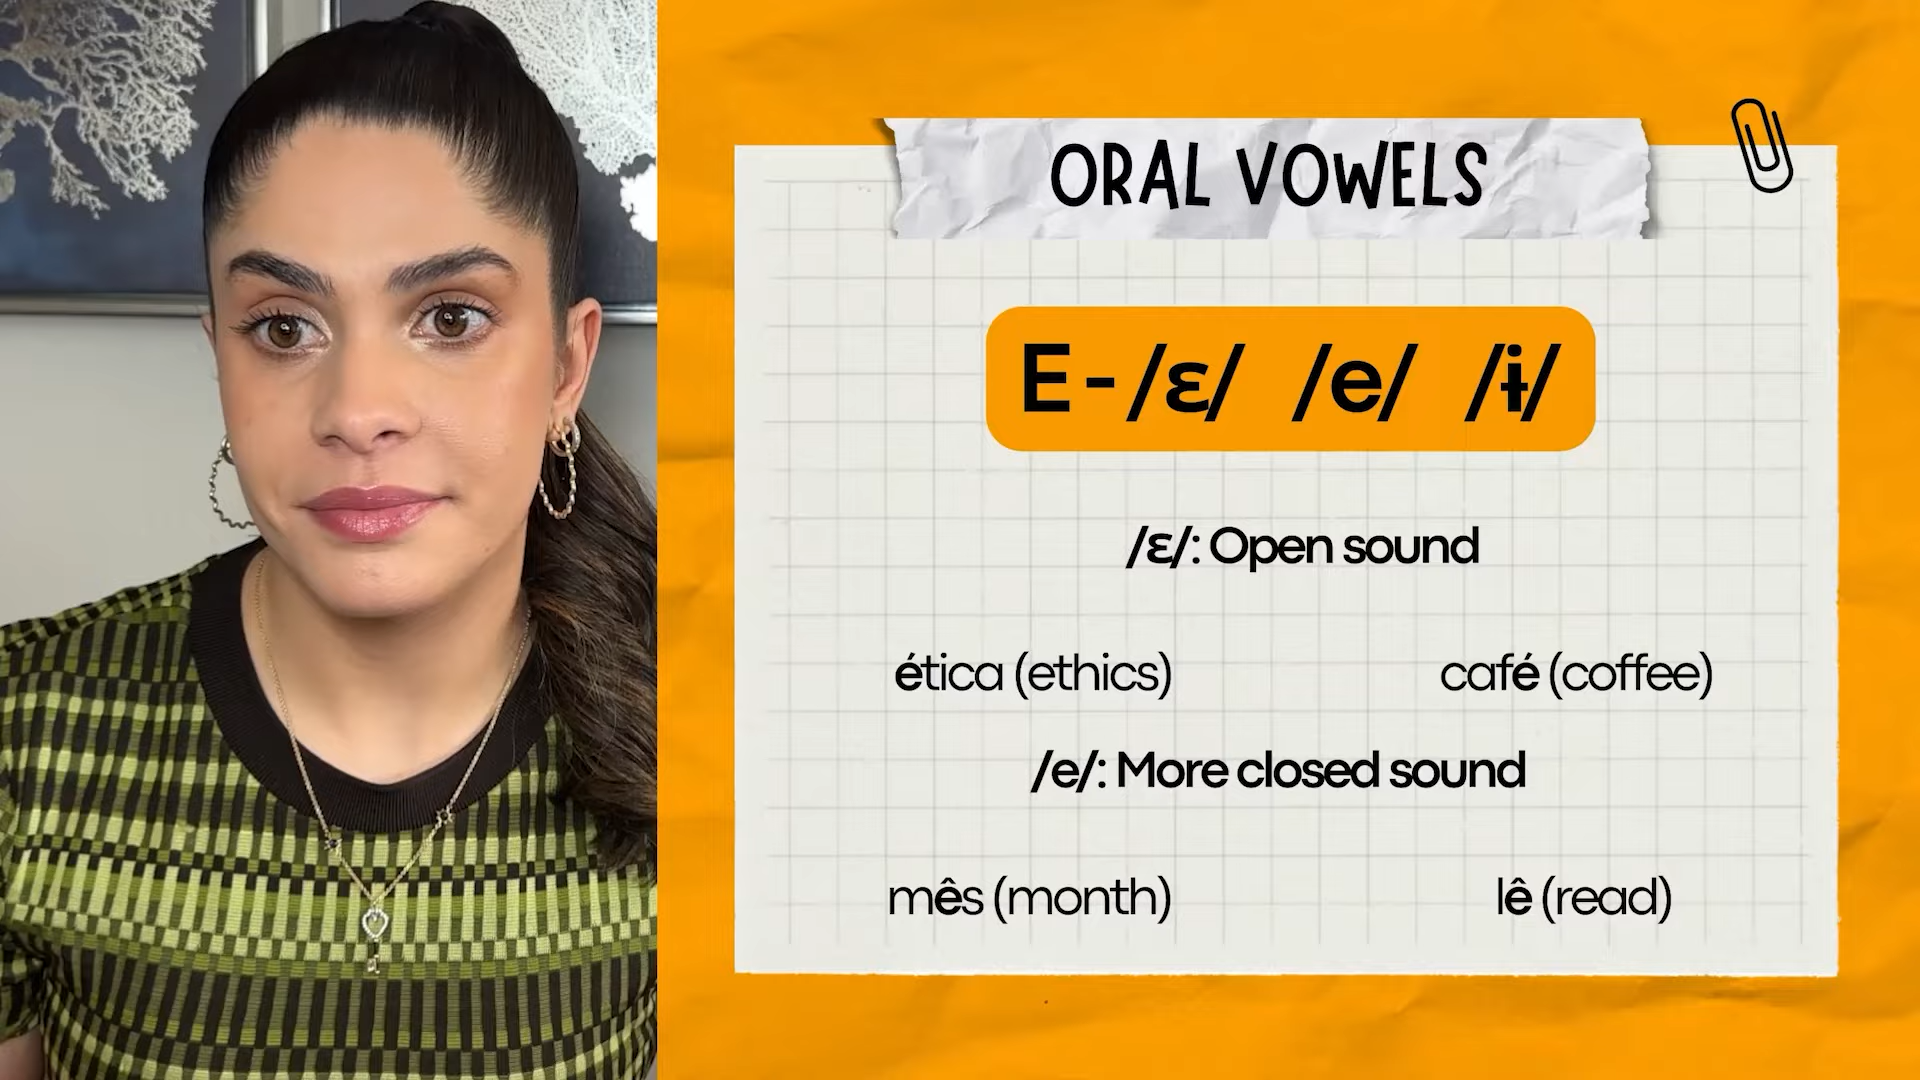 ORAL VOWELS
E - /ɛ/ /e/ /ɨ/
/ɛ/: Open sound
ética (ethics) café (coffee)
/e/: More closed sound
mês (month) lê (read)